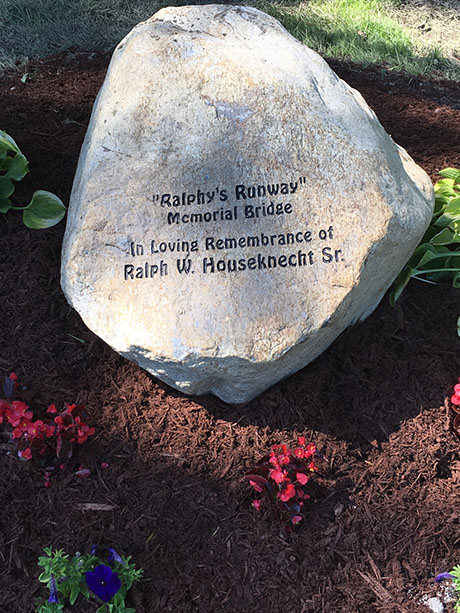 "Ralphy's Runway"
Memorial Bridge
In Loving Remembrance of
Ralph W. Houseknecht Sr.